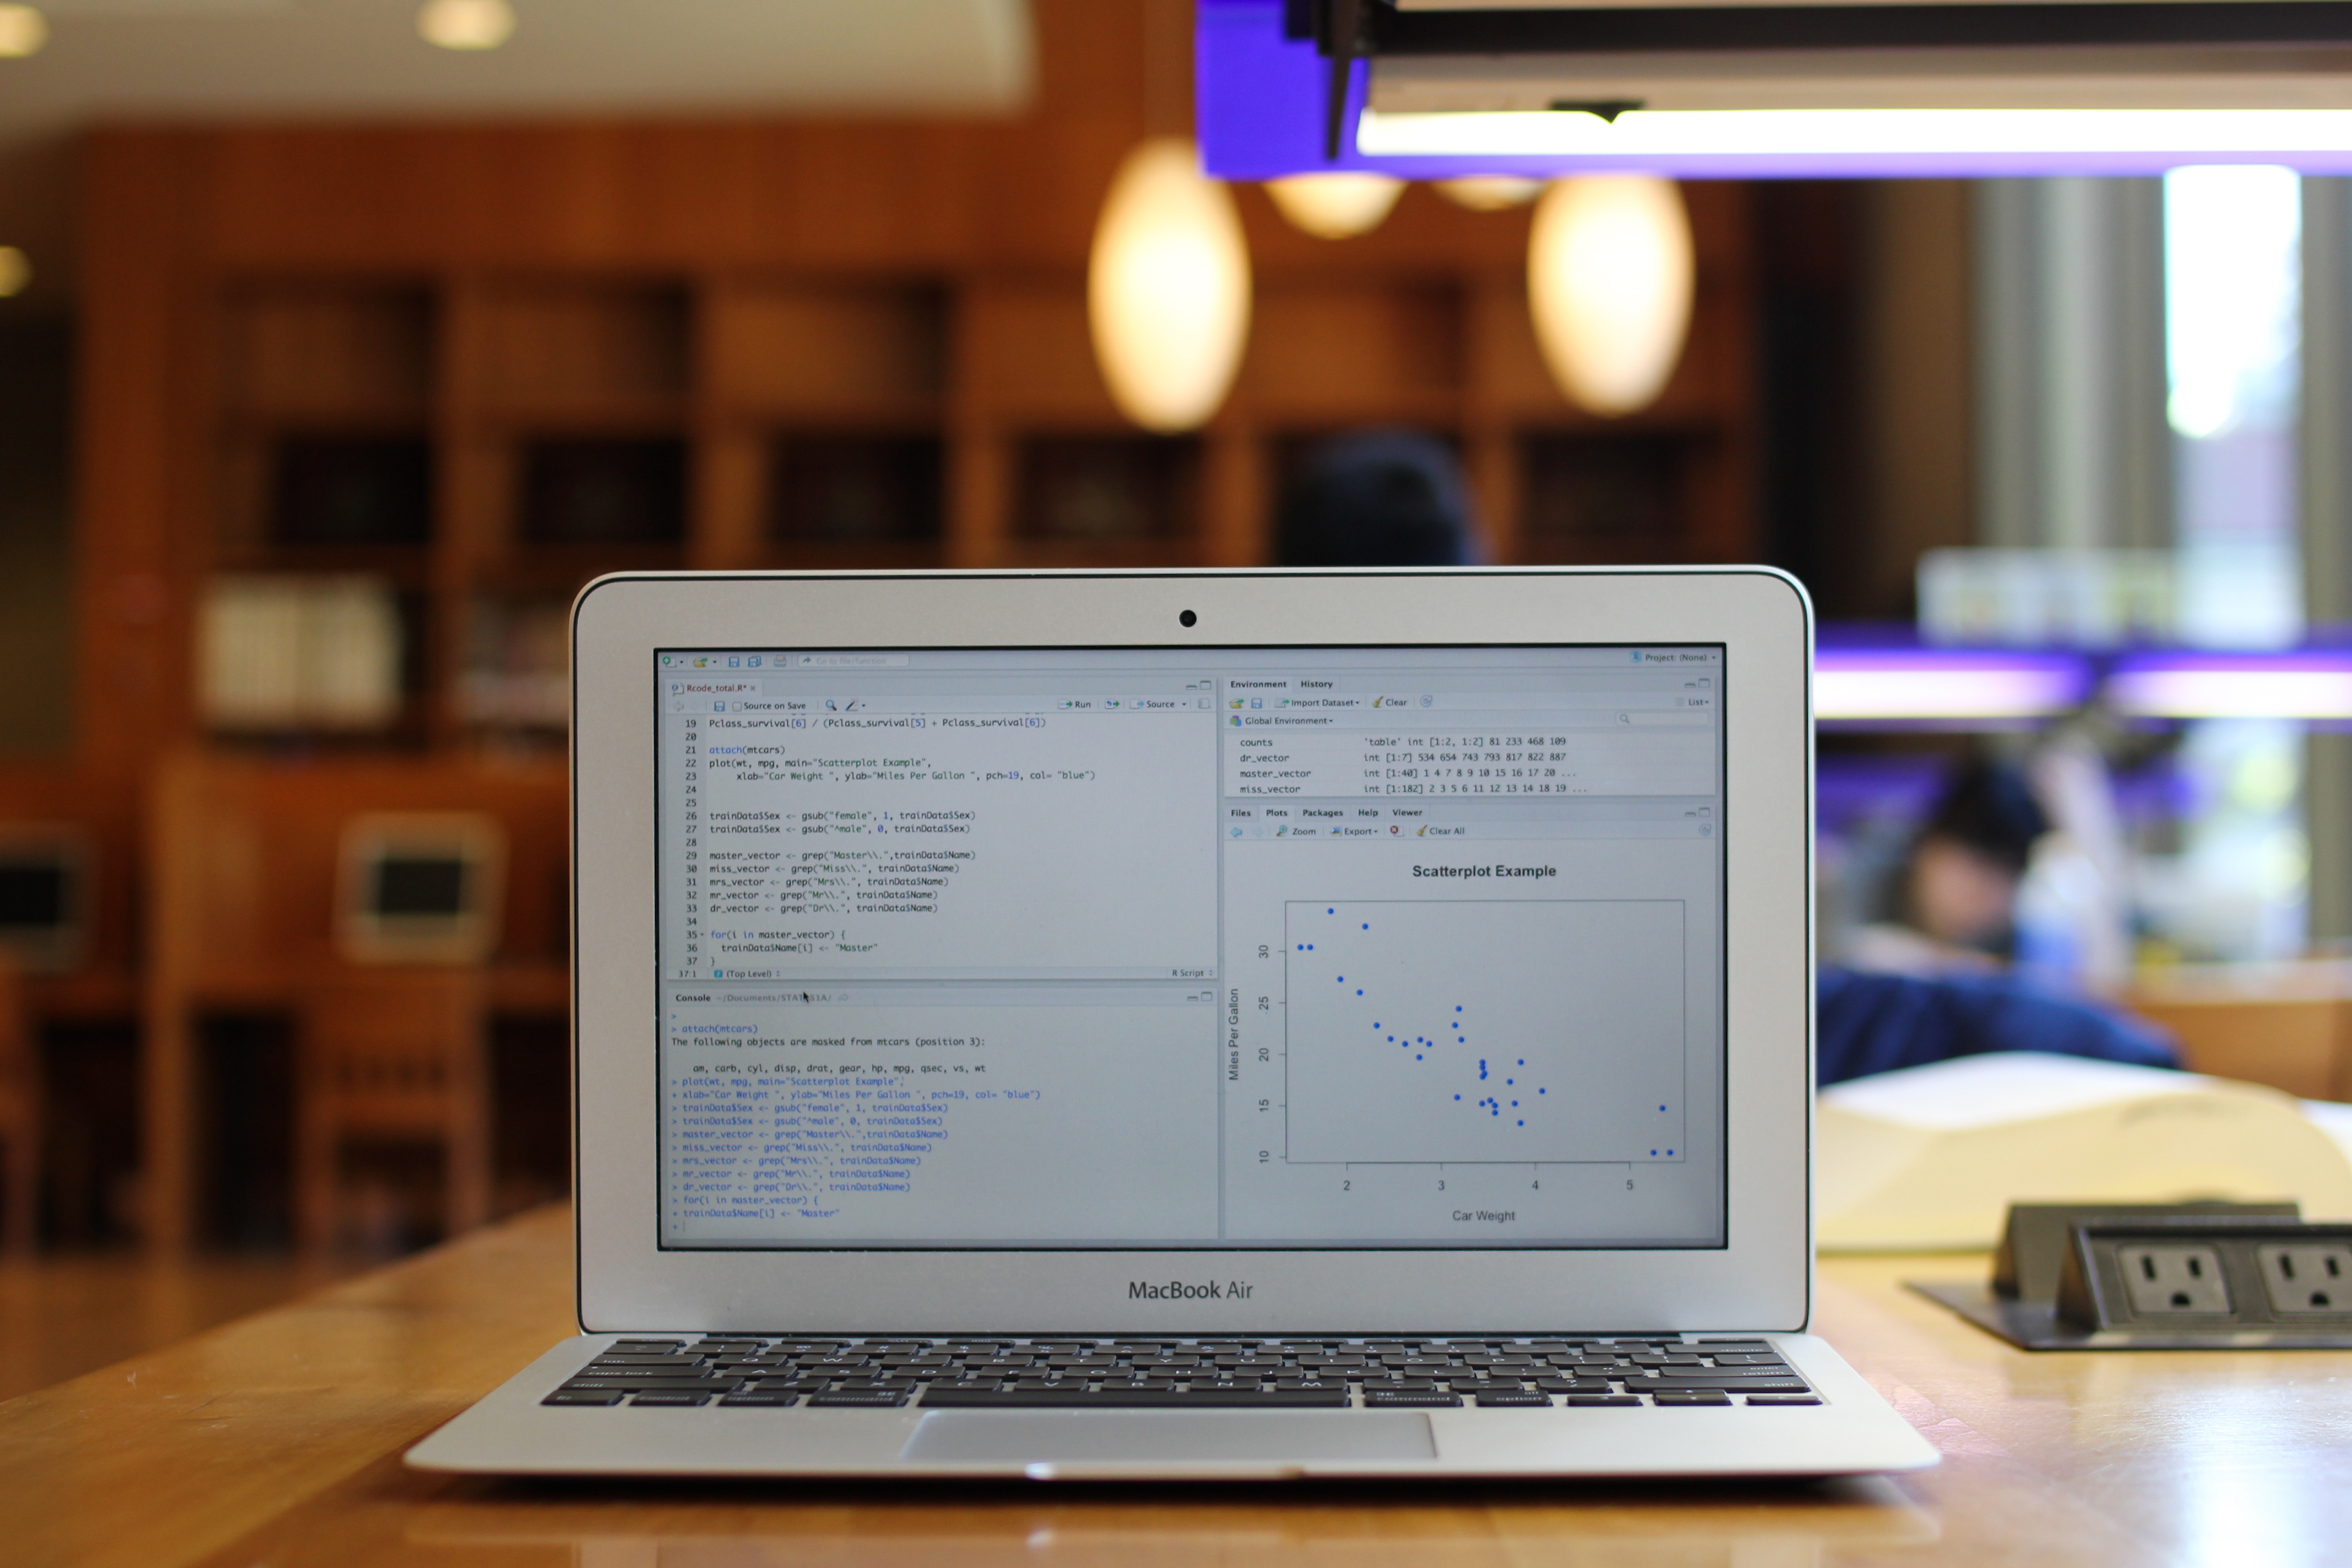 Go to file/function
Project: (None)
Rcode_total.R*
Source on Save
Run
Source
19 Pclass_survival[6] / (Pclass_survival[5] + Pclass_survival[6])
20
21 attach(mtcars)
22 plot(wt, mpg, main="Scatterplot Example",
23 xlab="Car Weight ", ylab="Miles Per Gallon ", pch=19, col= "blue")
24
25
26 trainData$Sex <- gsub("female", 1, trainData$Sex)
27 trainData$Sex <- gsub("^male", 0, trainData$Sex)
28
29 master_vector <- grep("Master\\.",trainData$Name)
30 miss_vector <- grep("Miss\\.", trainData$Name)
31 mrs_vector <- grep("Mrs\\.", trainData$Name)
32 mr_vector <- grep("Mr\\.", trainData$Name)
33 dr_vector <- grep("Dr\\.", trainData$Name)
34
35 for(i in master_vector) {
36 trainData$Name[i] <- "Master"
37 }
37:1 (Top Level) R Script
Console ~/Documents/
>
> attach(mtcars)
The following objects are masked from mtcars (position 3):
am, carb, cyl, disp, drat, gear, hp, mpg, qsec, vs, wt
> plot(wt, mpg, main="Scatterplot Example",
+ xlab="Car Weight ", ylab="Miles Per Gallon ", pch=19, col= "blue")
> trainData$Sex <- gsub("female", 1, trainData$Sex)
> trainData$Sex <- gsub("^male", 0, trainData$Sex)
> master_vector <- grep("Master\\.",trainData$Name)
> miss_vector <- grep("Miss\\.", trainData$Name)
> mrs_vector <- grep("Mrs\\.", trainData$Name)
> mr_vector <- grep("Mr\\.", trainData$Name)
> dr_vector <- grep("Dr\\.", trainData$Name)
> for(i in master_vector) {
+ trainData$Name[i] <- "Master"
+
Environment History
Import Dataset Clear List
Global Environment
counts 'table' int [1:2, 1:2] 81 233 468 109
dr_vector int [1:7] 534 654 743 793 817 822 887
master_vector int [1:40] 1 4 7 8 9 10 15 16 17 20 ...
miss_vector int [1:182] 2 3 5 6 11 12 13 14 18 19 ...
Files Plots Packages Help Viewer
Zoom Export Clear All
Scatterplot Example
Miles Per Gallon
30
25
20
15
10
2 3 4 5
Car Weight
MacBook Air
Q W E R T Y U I O P
caps lock A S D F G H J K L return
shift C V B N M shift
control command command option